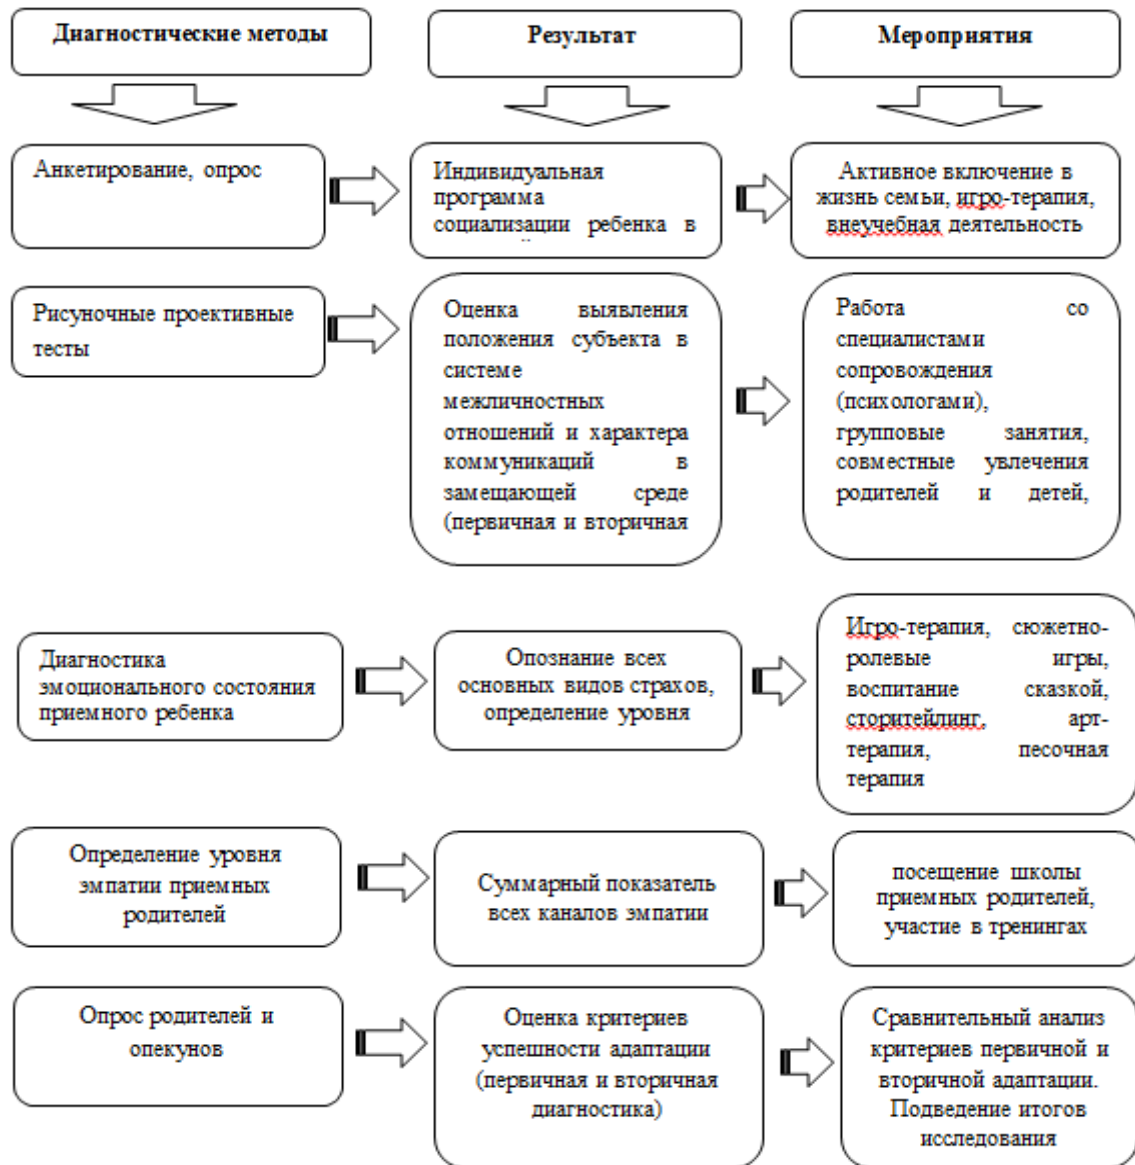 Диагностические методы
Результат
Мероприятия
Анкетирование, опрос
Индивидуальная
программа
социализации ребенка в
Активное включение в
жизнь семьи, игро-терапия,
внеучебная деятельность
Рисуночные проективные
тесты
Оценка выявления
положения субъекта в
системе
межличностных
отношений и характера
коммуникаций в
замещающей среде
(первичная и вторичная
Работа со
специалистами
сопровождения
(психологами),
групповые занятия,
совместные увлечения
родителей и детей,
Диагностика
эмоционального состояния
приемного ребенка
Опознание всех
основных видов страхов,
определение уровня
Игро-терапия, сюжетно-
ролевые игры,
воспитание сказкой,
сторитейлинг, арт-
терапия, песочная
терапия
Определение уровня
эмпатии приемных
родителей
Суммарный показатель
всех каналов эмпатии
посещение школы
приемных родителей,
участие в тренингах
Опрос родителей и
опекунов
Оценка критериев
успешности адаптации
(первичная и вторичная
диагностика)
Сравнительный анализ
критериев первичной и
вторичной адаптации.
Подведение итогов
исследования